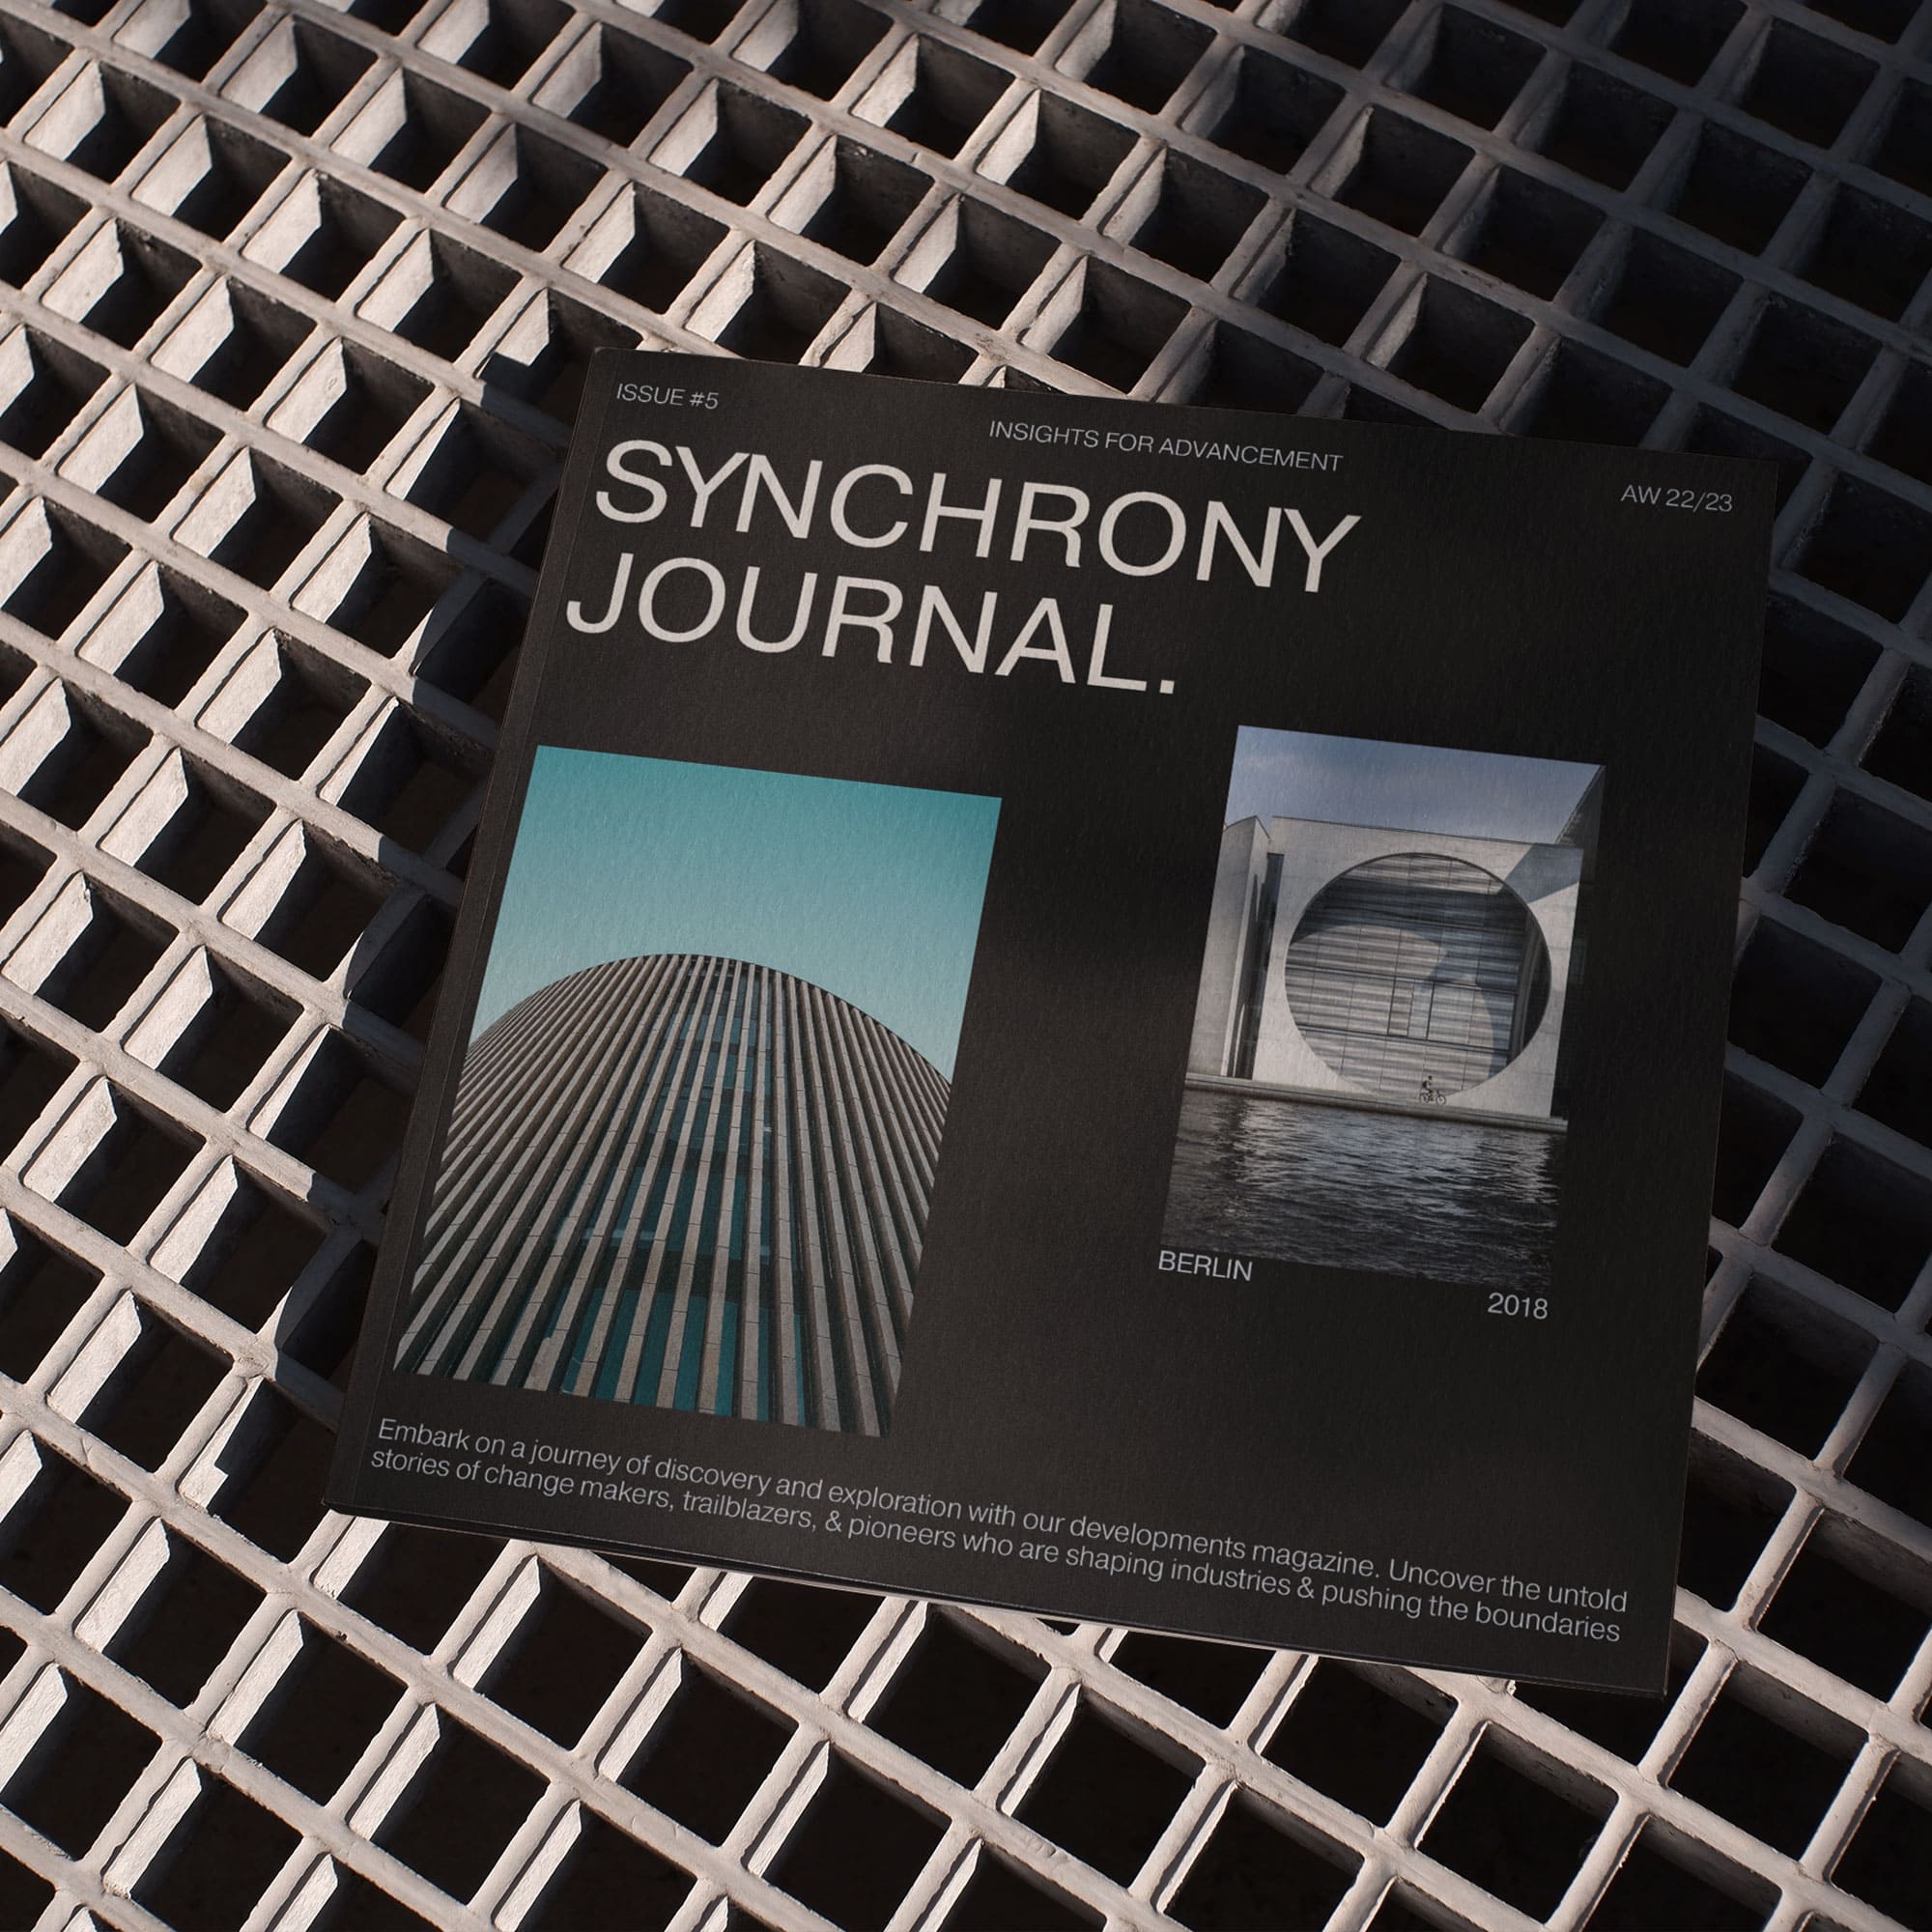 ISSUE #5
INSIGHTS FOR ADVANCEMENT
AW 22/23
SYNCHRONY
JOURNAL.
BERLIN
2018
Embark on a journey of discovery and exploration with our developments magazine. Uncover the untold
stories of change makers, trailblazers, & pioneers who are shaping industries & pushing the boundaries